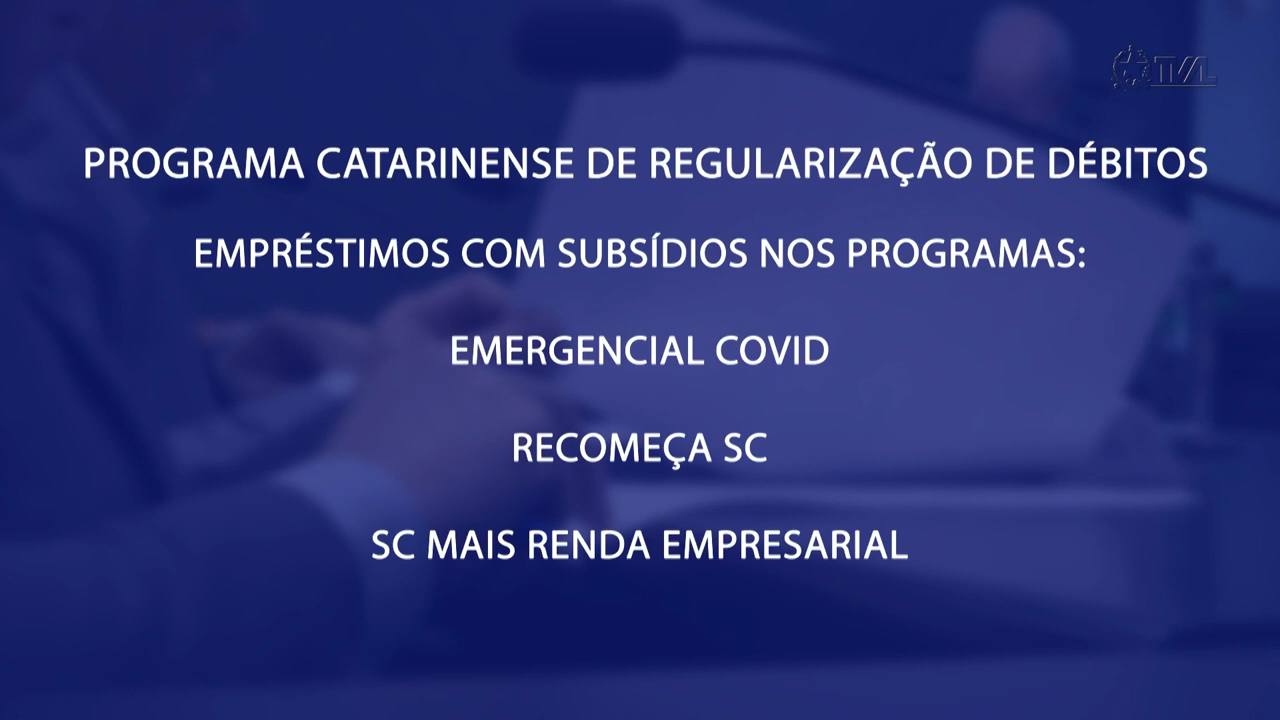 TVAL
PROGRAMA CATARINENSE DE REGULARIZAÇÃO DE DÉBITOS
EMPRÉSTIMOS COM SUBSÍDIOS NOS PROGRAMAS:
EMERGENCIAL COVID
RECOMEÇA SC
SC MAIS RENDA EMPRESARIAL